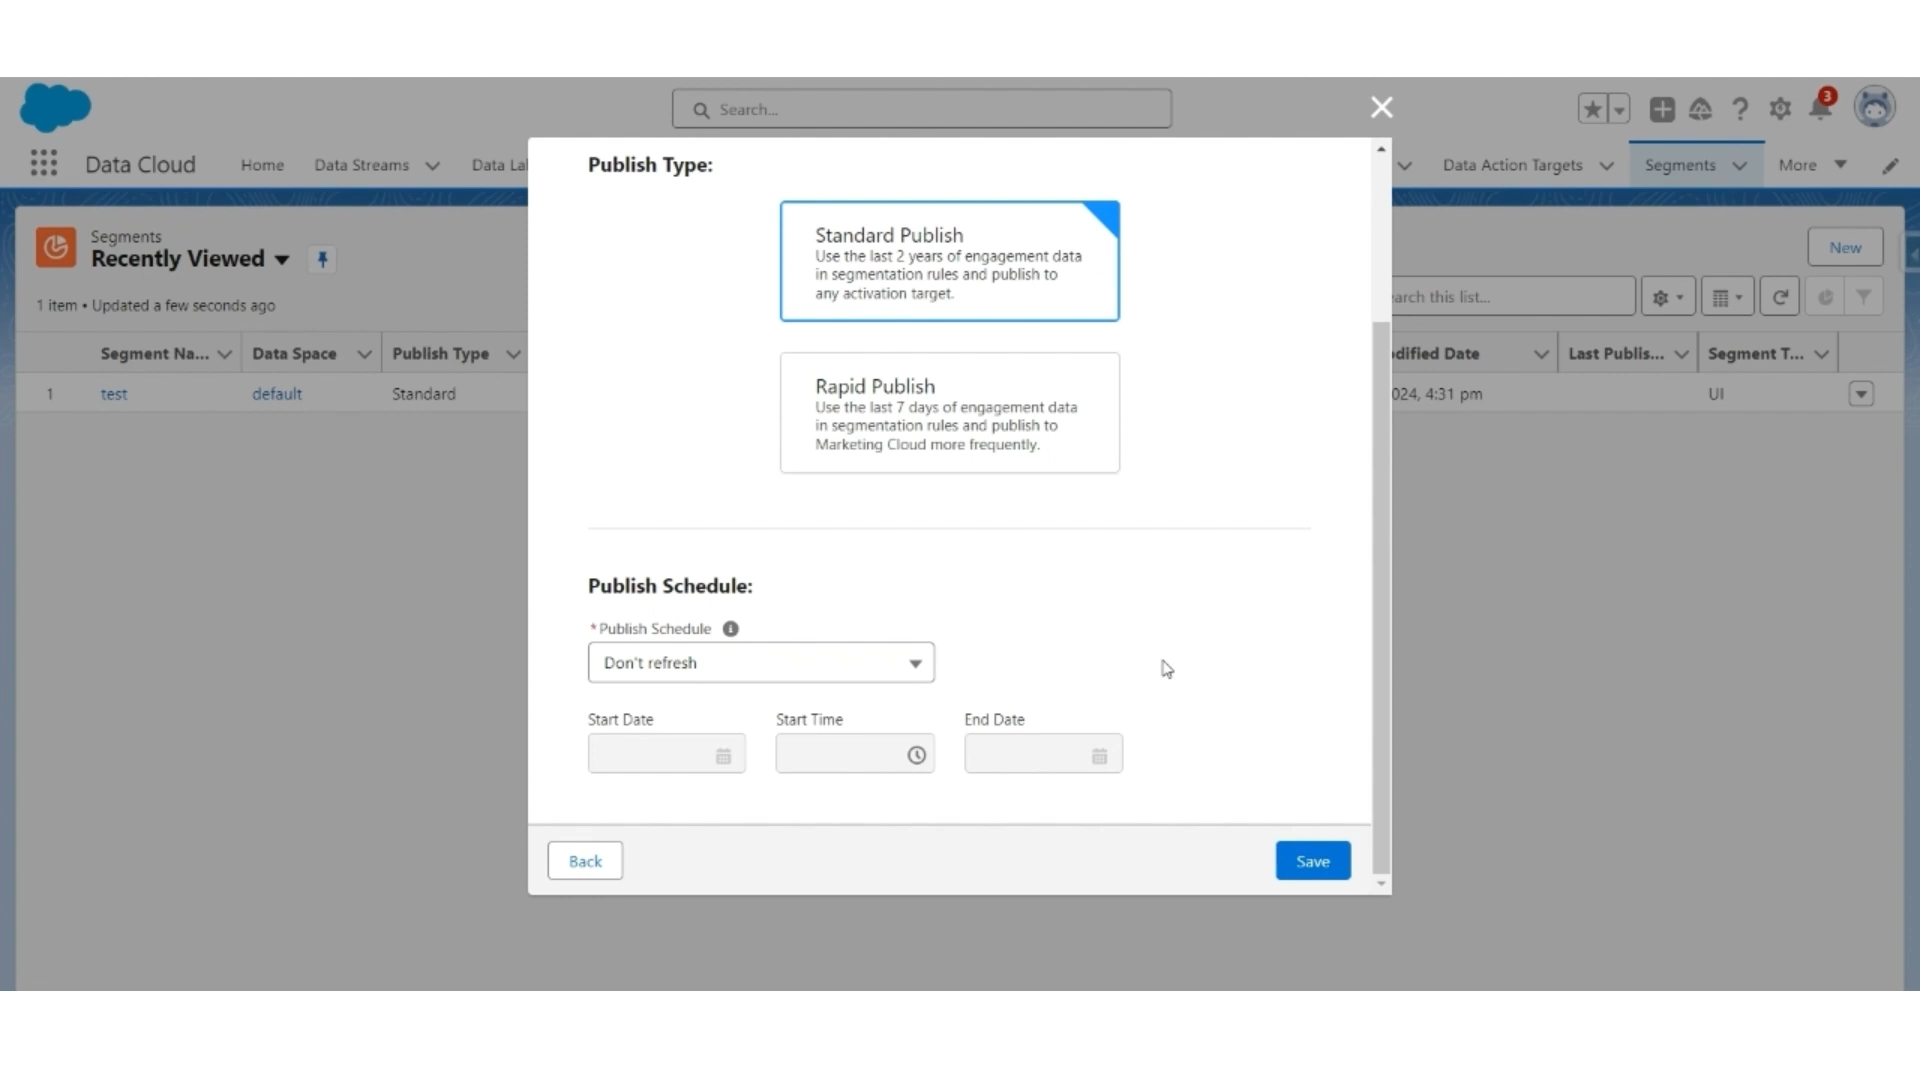 Search...
3
Data Cloud
Home
Data Streams
Data La
Data Action Targets
Segments
More
Segments
Recently Viewed
1 item • Updated a few seconds ago
New
earch this list...
Segment Na...
Data Space
Publish Type
dified Date
Last Publis...
Segment T...
1
test
default
Standard
024, 4:31 pm
UI
Publish Type:
Standard Publish
Use the last 2 years of engagement data
in segmentation rules and publish to
any activation target.
Rapid Publish
Use the last 7 days of engagement data
in segmentation rules and publish to
Marketing Cloud more frequently.
Publish Schedule:
*Publish Schedule
Don't refresh
Start Date
Start Time
End Date
Back
Save